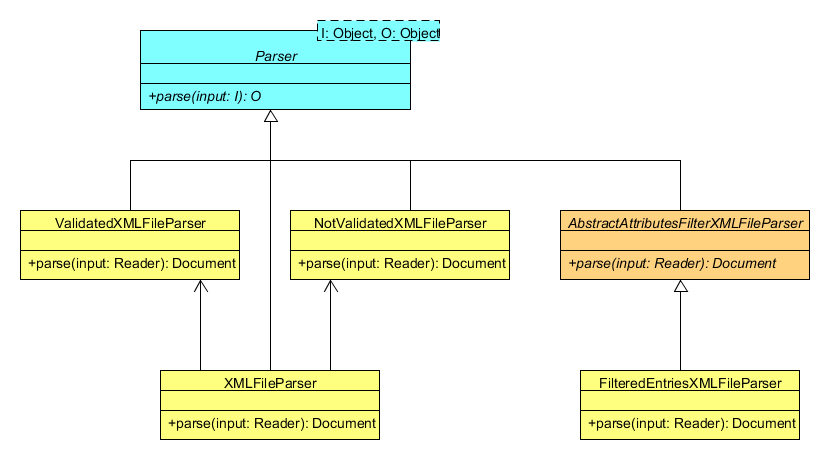 I: Object, O: Object
Parser
+parse(input: I): O
ValidatedXMLFileParser
+parse(input: Reader): Document
NotValidatedXMLFileParser
+parse(input: Reader): Document
AbstractAttributesFilterXMLFileParser
+parse(input: Reader): Document
XMLFileParser
+parse(input: Reader): Document
FilteredEntriesXMLFileParser
+parse(input: Reader): Document